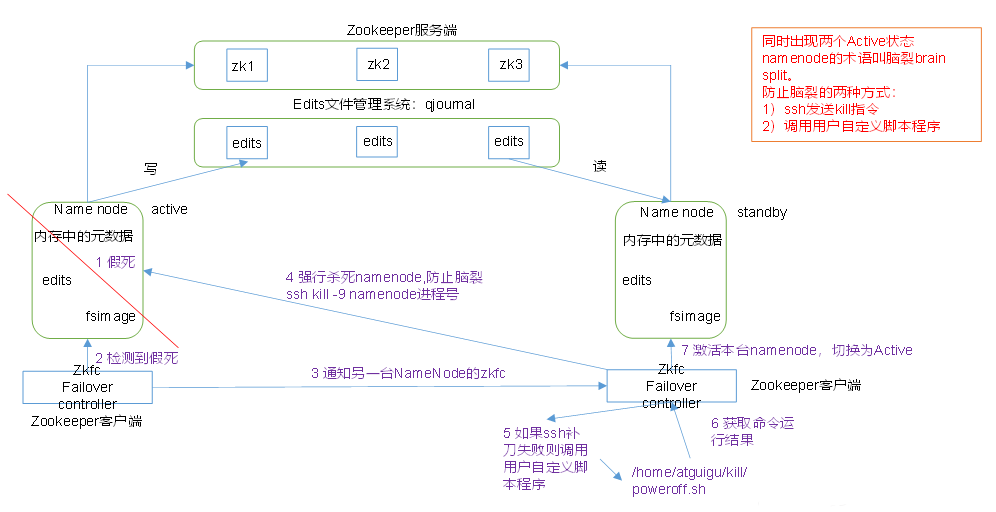 Zookeeper服务端
zk1
zk2
zk3
Edits文件管理系统：qjournal
edits
edits
edits
同时出现两个Active状态
namenode的术语叫脑裂brain
split。
防止脑裂的两种方式：
1）ssh发送kill指令
2）调用用户自定义脚本程序
写
读
Name node
active
内存中的元数据
1 假死
edits
fsimage
Name node
standby
内存中的元数据
edits
fsimage
4 强行杀死namenode,防止脑裂
ssh kill -9 namenode进程号
2 检测到假死
Zkfc
Failover
controller
Zookeeper客户端
3 通知另一台NameNode的zkfc
7 激活本台namenode，切换为Active
Zkfc
Failover
controller
Zookeeper客户端
5 如果ssh补
刀失败则调用
用户自定义脚
本程序
6 获取命令运
行结果
/home/atguigu/kill/
poweroff.sh